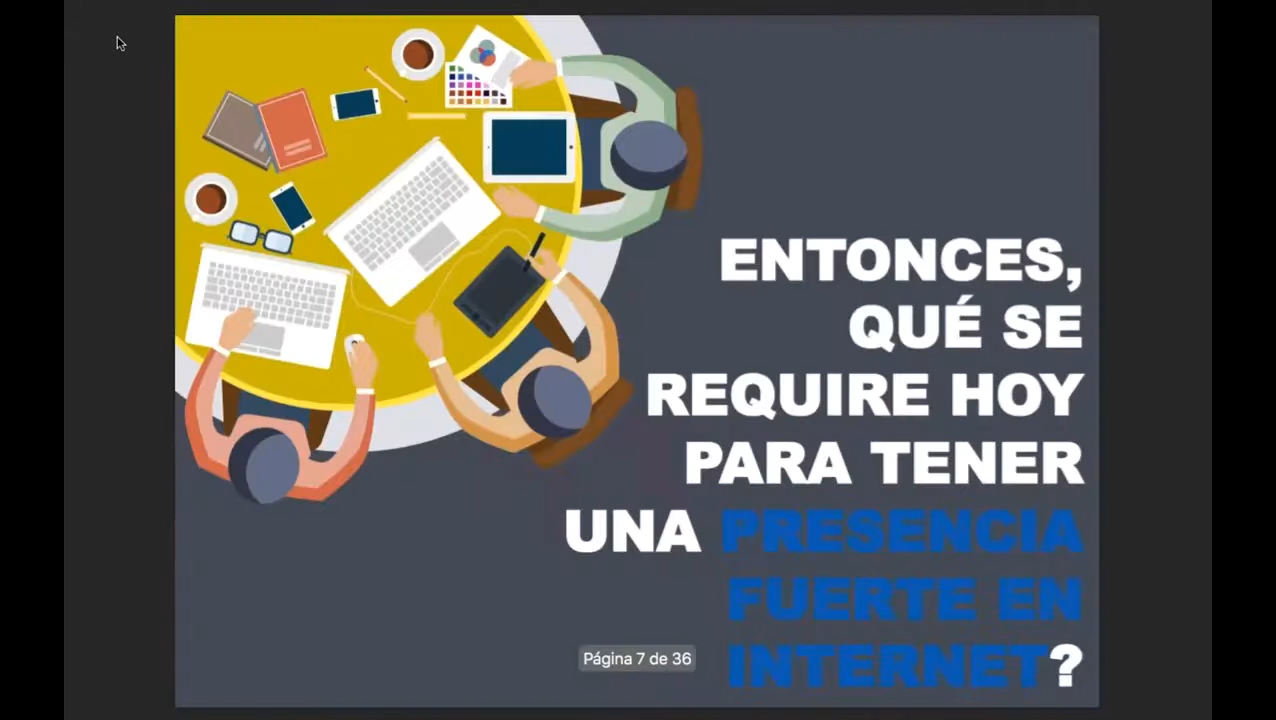 ENTONCES,
QUÉ SE
REQUIRE HOY
PARA TENER
UNA PRESENCIA
FUERTE EN
INTERNET?
Página 7 de 36